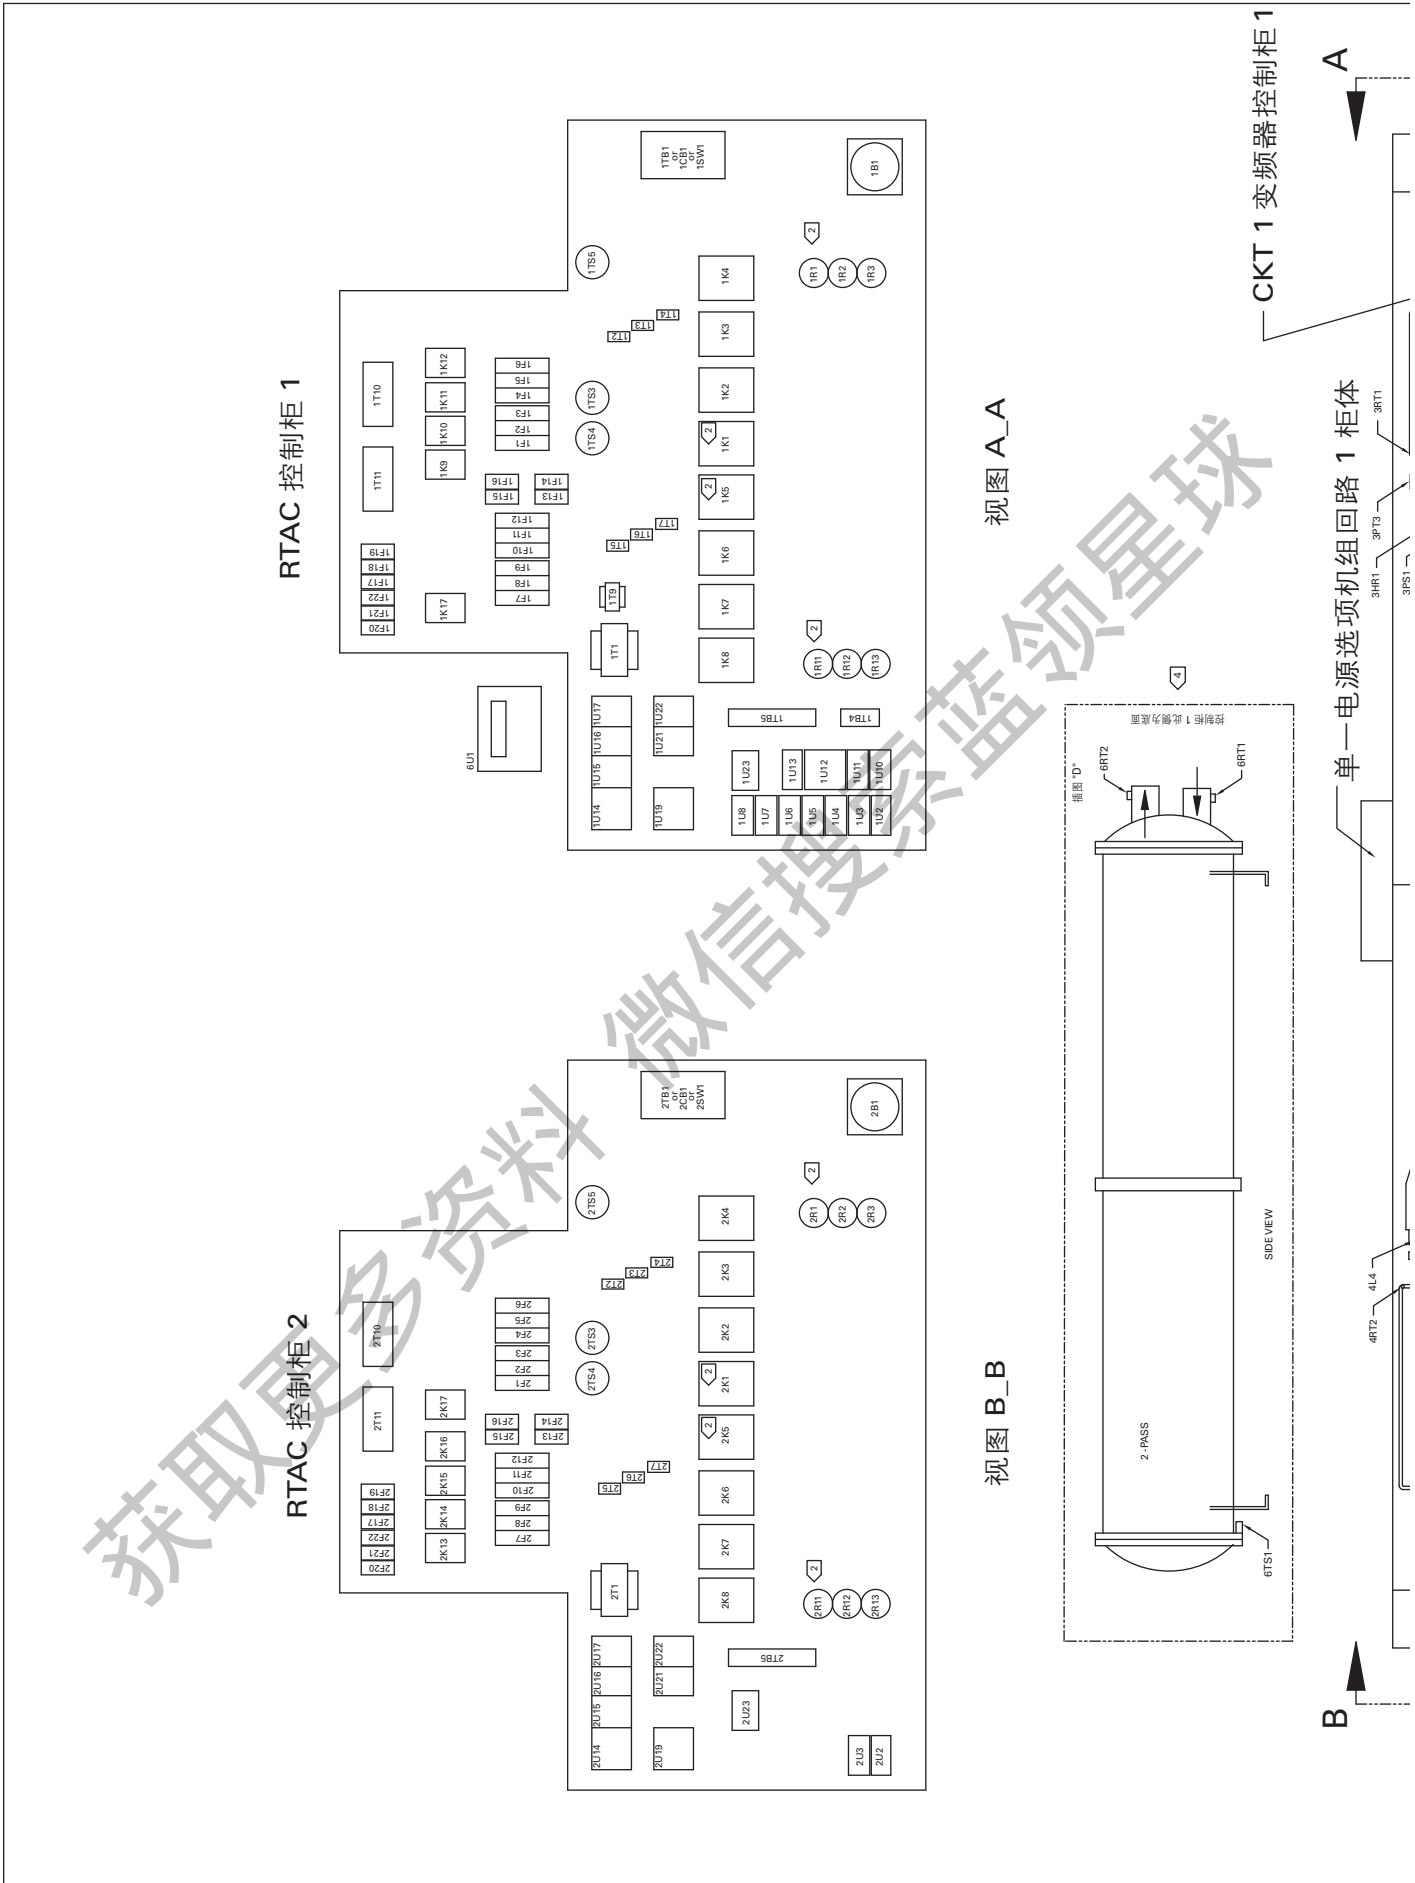 RTAC 控制柜 1
1T11
1T10
1F20
1F21
1F22
1F17
1F18
1F19
1K17
1K9
1K10
1K11
1K12
1F15
1F16
1F13
1F14
1F7
1F8
1F9
1F10
1F11
1F12
1F1
1F2
1F3
1F4
1F5
1F6
6U1
1TS4
1TS3
1TS5
1T5
1T6
1T7
1T2
1T3
1T4
1T9
1T1
1U14
1U15
1U16
1U17
1U19
1U21
1U22
1TB1
or
1CB1
or
1SW1
1K8
1K7
1K6
1K5
2
1K1
2
1K2
1K3
1K4
1TB5
1TB4
1U23
1U13
1U12
1U11
1U10
1U8
1U7
1U6
1U5
1U4
1U3
1U2
2
1R11
1R12
1R13
2
1R1
1R2
1R3
1B1
视图 A_A
RTAC 控制柜 2
2T11
2T10
2F20
2F21
2F22
2F17
2F18
2F19
2K13
2K14
2K15
2K16
2K17
2F15
2F16
2F13
2F14
2F7
2F8
2F9
2F10
2F11
2F12
2F1
2F2
2F3
2F4
2F5
2F6
2TS4
2TS3
2TS5
2T5
2T6
2T7
2T2
2T3
2T4
2T1
2U14
2U15
2U16
2U17
2U19
2U21
2U22
2TB1
or
2CB1
or
2SW1
2K8
2K7
2K6
2K5
2
2K1
2
2K2
2K3
2K4
2TB5
2U23
2U3
2U2
2
2R11
2R12
2R13
2
2R1
2R2
2R3
2B1
视图 B_B
插图 "D"
6RT2
6RT1
控制柜 1 此侧为底面
4
2 -PASS
SIDE VIEW
6TS1
CKT 1 变频器控制柜 1
单一电源选项机组回路 1 柜体
A
B
3HR1
3PT3
3RT1
3PS1
4RT2
4L4
获取更多资料 微信搜索蓝领星球